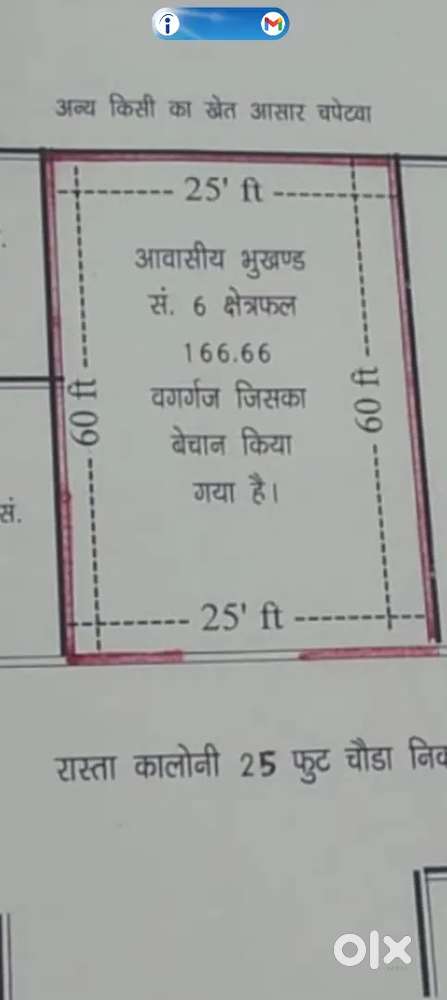 अन्य किसी का खेत आसार चपेटवा
25' ft
आवासीय भुखण्ड
सं. 6 क्षेत्रफल
166.66
60 ft
वगर्गज जिसका
60 ft
बेचान किया
गया है।
सं.
25' ft
रास्ता कालोनी 25 फुट चौडा
olx